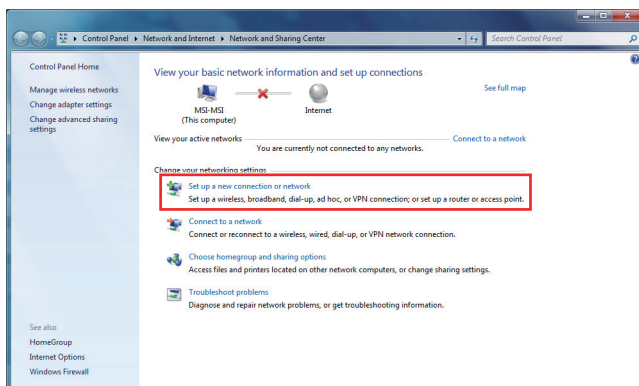 Control Panel ▸ Network and Internet ▸ Network and Sharing Center
Search Control Panel
Control Panel Home
Manage wireless networks
Change adapter settings
Change advanced sharing
settings
See also
HomeGroup
Internet Options
Windows Firewall
View your basic network information and set up connections
See full map
MSI-MSI
(This computer)
Internet
View your active networks
Connect to a network
You are currently not connected to any networks.
Change your networking settings
Set up a new connection or network
Set up a wireless, broadband, dial-up, ad hoc, or VPN connection; or set up a router or access point.
Connect to a network
Connect or reconnect to a wireless, wired, dial-up, or VPN network connection.
Choose homegroup and sharing options
Access files and printers located on other network computers, or change sharing settings.
Troubleshoot problems
Diagnose and repair network problems, or get troubleshooting information.